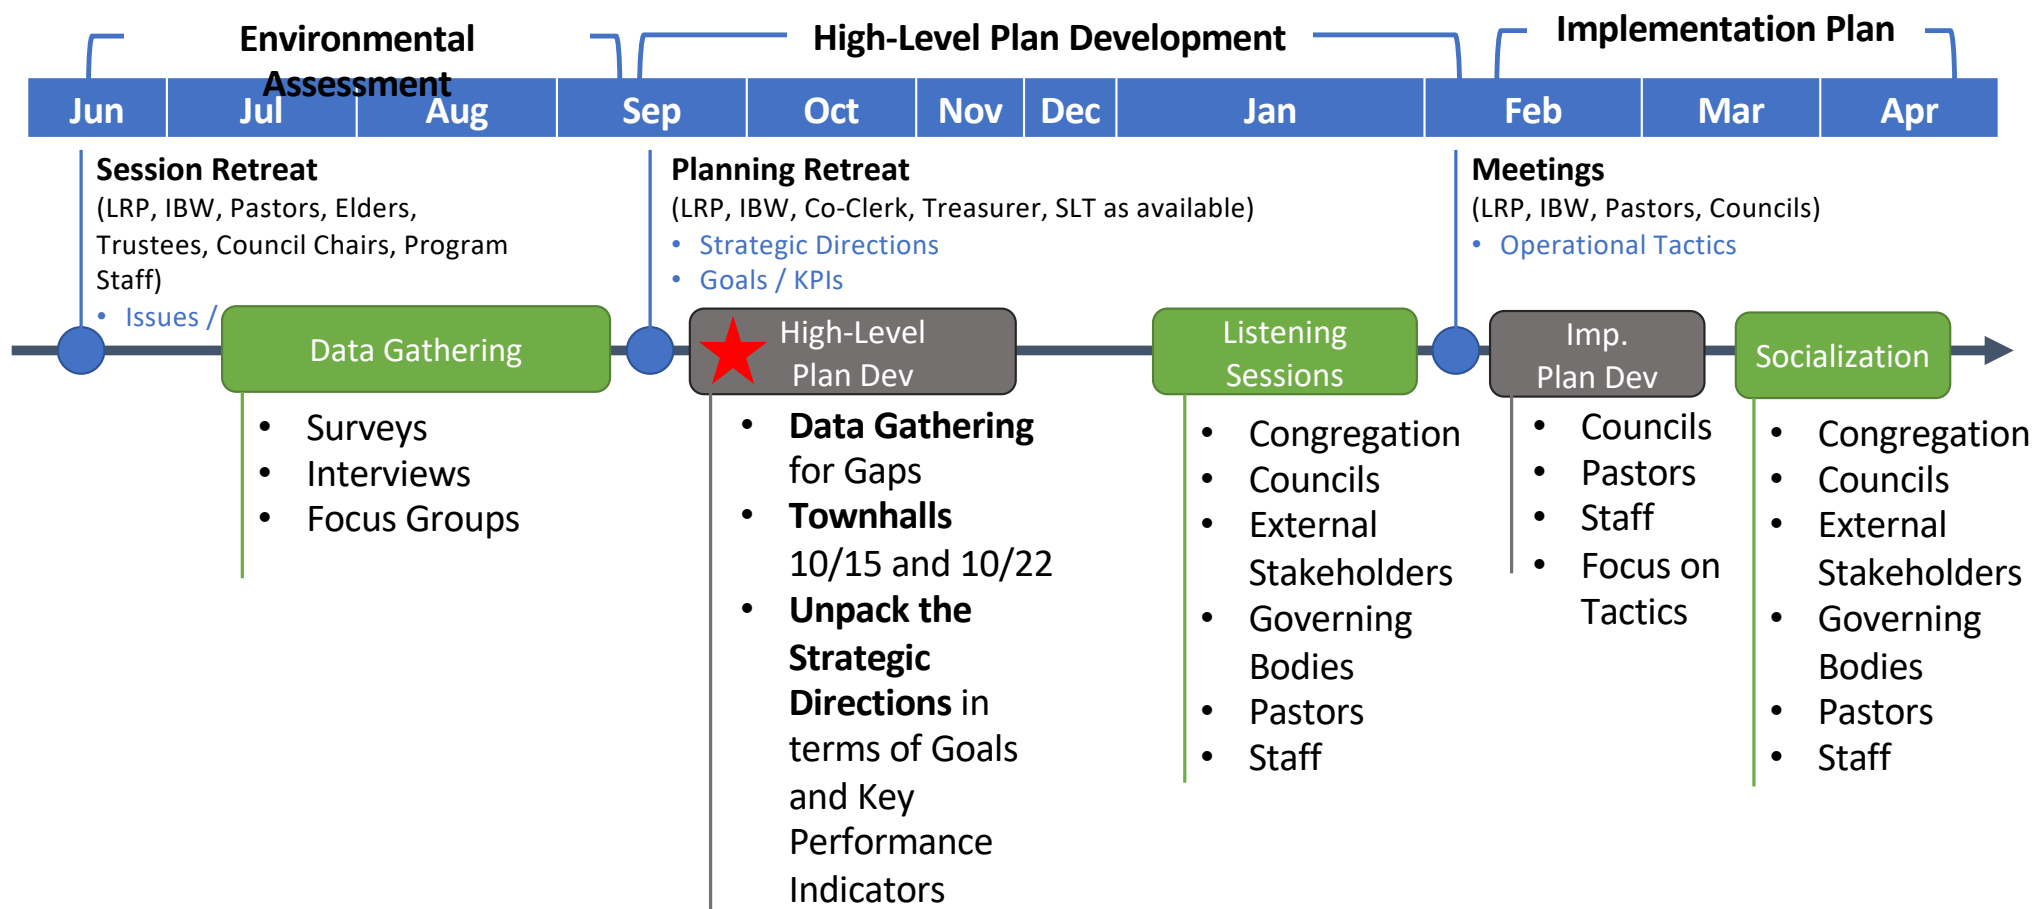 Environmental
Assessment
High-Level Plan Development
Implementation Plan
Jun Jul Aug Sep Oct Nov Dec Jan Feb Mar Apr
Session Retreat
(LRP, IBW, Pastors, Elders,
Trustees, Council Chairs, Program
Staff)
• Issues /
Planning Retreat
(LRP, IBW, Co-Clerk, Treasurer, SLT as available)
• Strategic Directions
• Goals / KPIs
Meetings
(LRP, IBW, Pastors, Councils)
• Operational Tactics
Data Gathering
• Surveys
• Interviews
• Focus Groups
High-Level
Plan Dev
• Data Gathering
for Gaps
• Townhalls
10/15 and 10/22
• Unpack the
Strategic
Directions in
terms of Goals
and Key
Performance
Indicators
Listening
Sessions
• Congregation
• Councils
• External
Stakeholders
• Governing
Bodies
• Pastors
• Staff
Imp.
Plan Dev
• Councils
• Pastors
• Staff
• Focus on
Tactics
Socialization
• Congregation
• Councils
• External
Stakeholders
• Governing
Bodies
• Pastors
• Staff